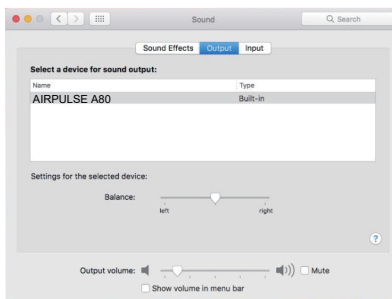 Sound
Search
Sound Effects Output Input
Select a device for sound output:
Name Type
AIRPULSE A80 Built-in
Settings for the selected device:
Balance:
left right
?
Output volume: Mute
Show volume in menu bar